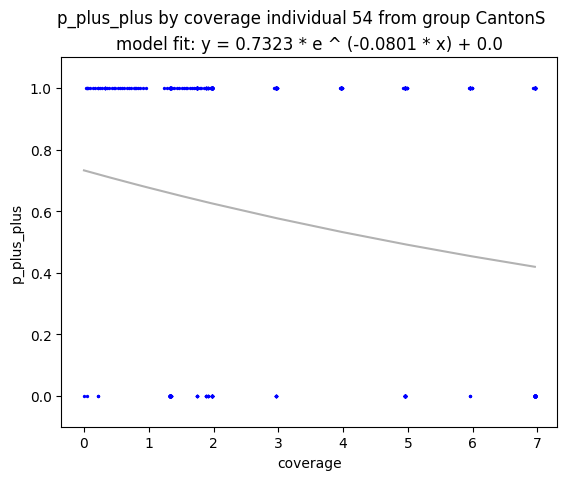 p_plus_plus by coverage individual 54 from group CantonS
model fit: y = 0.7323 * e ^ (-0.0801 * x) + 0.0
1.0
0.8
0.6
0.4
0.2
0.0
p_plus_plus
0 1 2 3 4 5 6 7
coverage